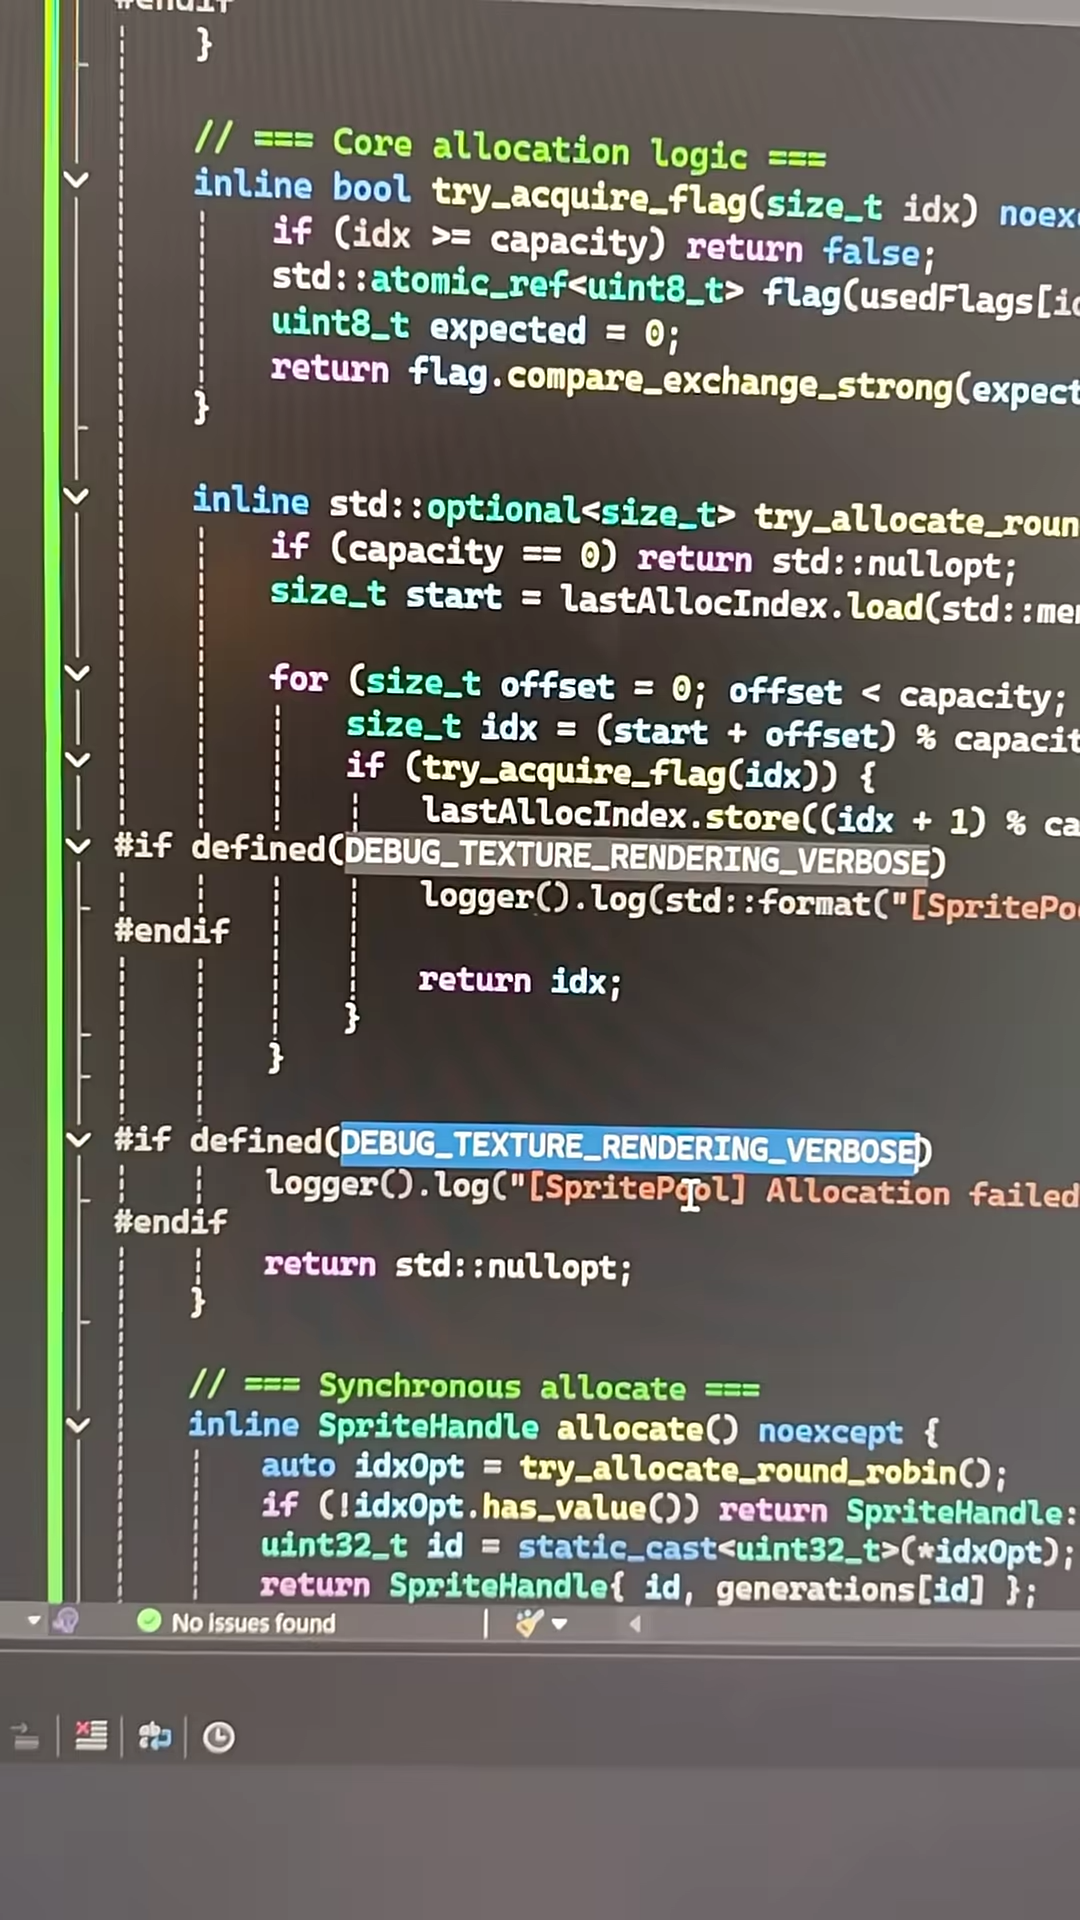 #endif
}
// === Core allocation logic ===
inline bool try_acquire_flag(size_t idx) noex
if (idx >= capacity) return false;
std::atomic_ref<uint8_t> flag(usedFlags[i
uint8_t expected = 0;
return flag.compare_exchange_strong(expect
}
inline std::optional<size_t> try_allocate_roun
if (capacity == 0) return std::nullopt;
size_t start = lastAllocIndex.load(std::me
for (size_t offset = 0; offset < capacity;
size_t idx = (start + offset) % capacit
if (try_acquire_flag(idx)) {
lastAllocIndex.store((idx + 1) % ca
#if defined(DEBUG_TEXTURE_RENDERING_VERBOSE)
logger().log(std::format("[SpritePo
#endif
return idx;
}
}
#if defined(DEBUG_TEXTURE_RENDERING_VERBOSE)
logger().log("[SpritePool] Allocation failed
#endif
return std::nullopt;
}
// === Synchronous allocate ===
inline SpriteHandle allocate() noexcept {
auto idxOpt = try_allocate_round_robin();
if (!idxOpt.has_value()) return SpriteHandle:
uint32_t id = static_cast<uint32_t>(*idxOpt);
return SpriteHandle{ id, generations[id] };
No issues found